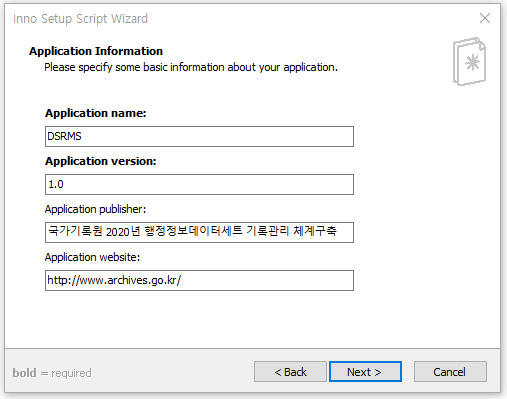 Inno Setup Script Wizard
Application Information
Please specify some basic information about your application.
Application name:
DSRMS
Application version:
1.0
Application publisher:
국가기록원 2020년 행정정보데이터세트 기록관리 체계구축
Application website:
http://www.archives.go.kr/
bold = required
< Back
Next >
Cancel